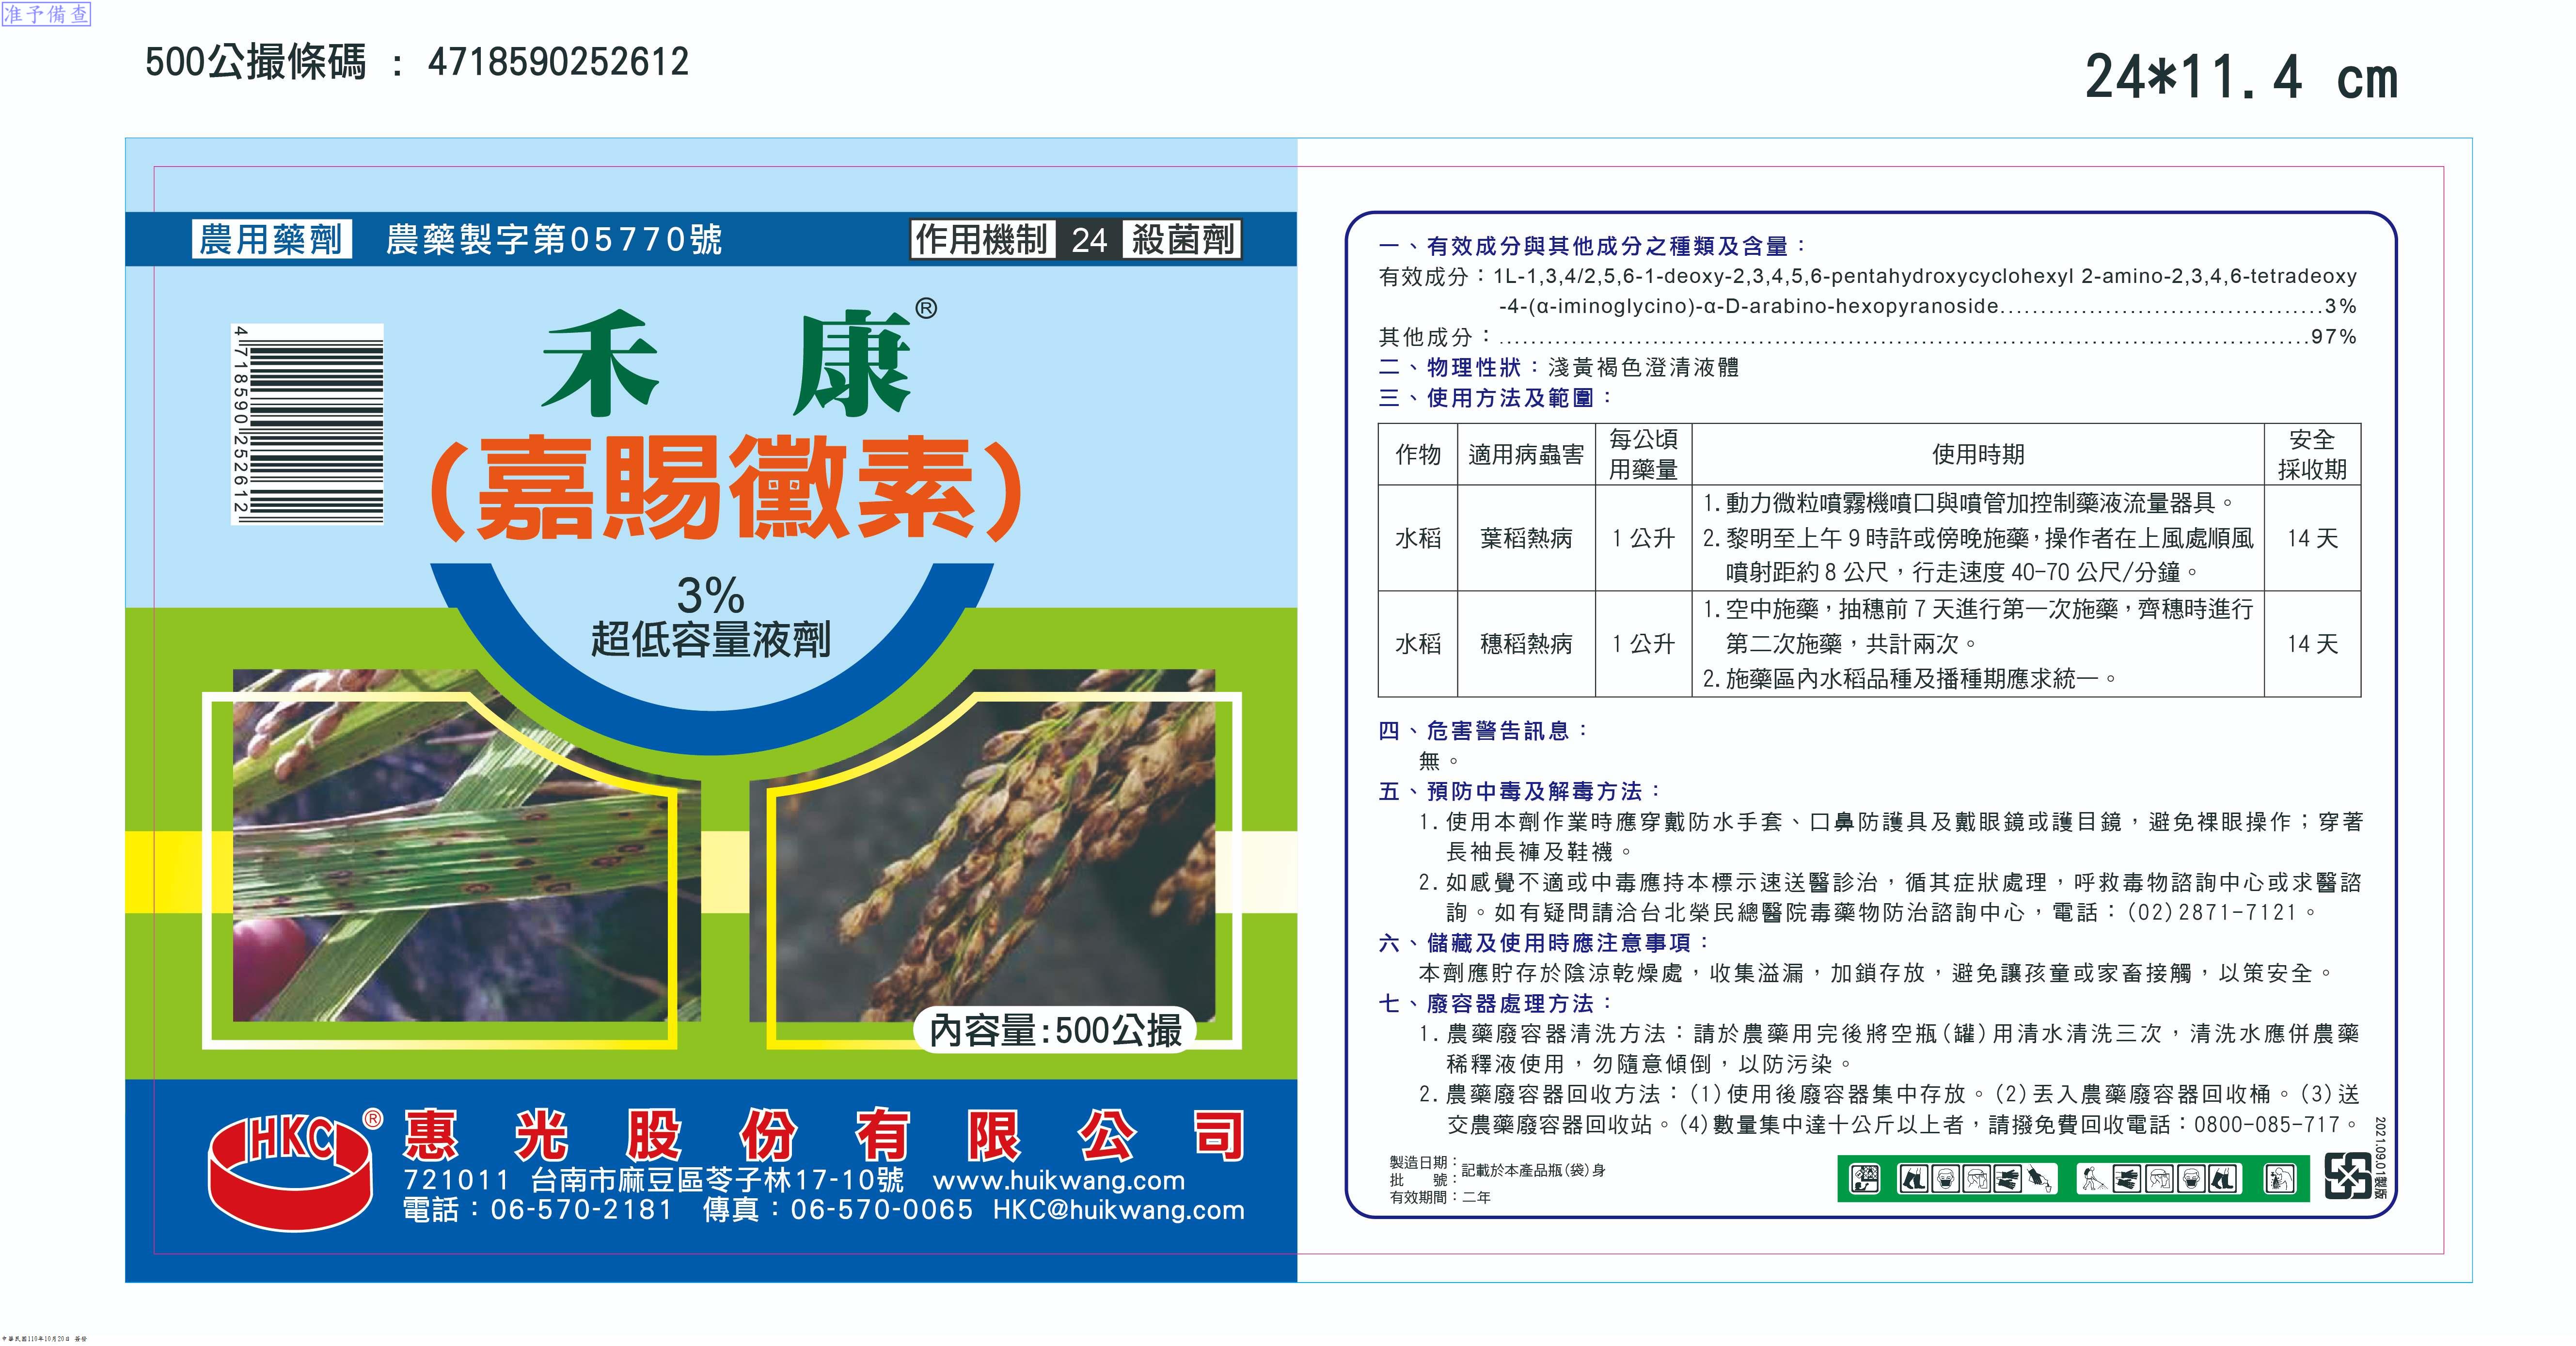 准予備查
500公撮條碼 : 4718590252612
24*11.4 cm
農用藥劑 農藥製字第05770號 作用機制 24 殺菌劑
禾康®
(嘉賜黴素)
4 718590 252612
3%
超低容量液劑
內容量:500公撮
HKC® 惠光股份有限公司
721011 台南市麻豆區苓子林17-10號 www.huikwang.com
電話：06-570-2181 傳真：06-570-0065 HKC@huikwang.com
一、有效成分與其他成分之種類及含量：
有效成分：1L-1,3,4/2,5,6-1-deoxy-2,3,4,5,6-pentahydroxycyclohexyl 2-amino-2,3,4,6-tetradeoxy
-4-(α-iminoglycino)-α-D-arabino-hexopyranoside........................................3%
其他成分：....................................................................................................97%
二、物理性狀：淺黃褐色澄清液體
三、使用方法及範圍：
作物 適用病蟲害 每公頃用藥量 使用時期 安全採收期
水稻 葉稻熱病 1 公升 1.動力微粒噴霧機噴口與噴管加控制藥液流量器具。
2.黎明至上午 9 時許或傍晚施藥，操作者在上風處順風
噴射距約 8 公尺，行走速度 40-70 公尺/分鐘。 14 天
水稻 穗稻熱病 1 公升 1.空中施藥，抽穗前 7 天進行第一次施藥，齊穗時進行
第二次施藥，共計兩次。
2.施藥區內水稻品種及播種期應求統一。 14 天
四、危害警告訊息：
無。
五、預防中毒及解毒方法：
1.使用本劑作業時應穿戴防水手套、口鼻防護具及戴眼鏡或護目鏡，避免裸眼操作；穿著
長袖長褲及鞋襪。
2.如感覺不適或中毒應持本標示速送醫診治，循其症狀處理，呼救毒物諮詢中心或求醫諮
詢。如有疑問請洽台北榮民總醫院毒藥物防治諮詢中心，電話：(02)2871-7121。
六、儲藏及使用時應注意事項：
本劑應貯存於陰涼乾燥處，收集溢漏，加鎖存放，避免讓孩童或家畜接觸，以策安全。
七、廢容器處理方法：
1.農藥廢容器清洗方法：請於農藥用完後將空瓶(罐)用清水清洗三次，清洗水應併農藥
稀釋液使用，勿隨意傾倒，以防污染。
2.農藥廢容器回收方法：(1)使用後廢容器集中存放。(2)丟入農藥廢容器回收桶。(3)送
交農藥廢容器回收站。(4)數量集中達十公斤以上者，請撥免費回收電話：0800-085-717。
製造日期：
批　　號：記載於本產品瓶(袋)身
有效期間：二年
2021.09.01製版
中華民國110年10月20日 簽發